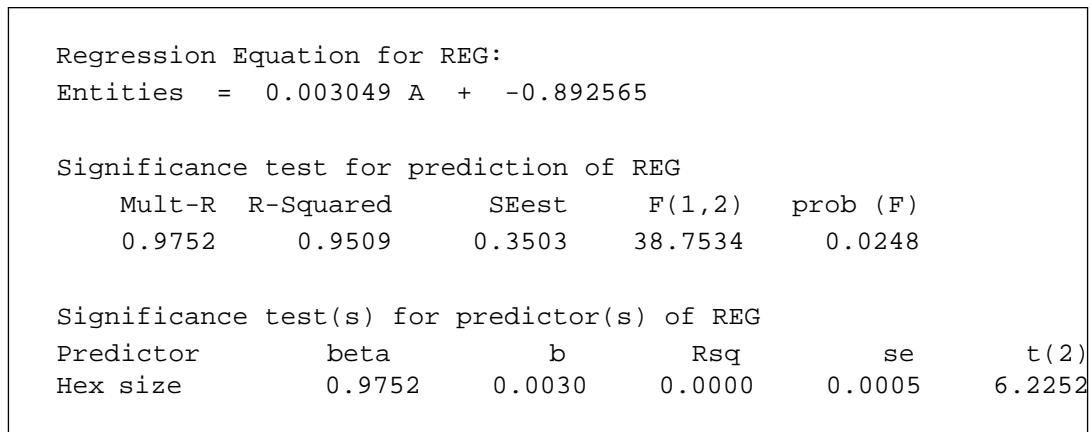 Regression Equation for REG:
Entities = 0.003049 A + -0.892565
Significance test for prediction of REG
Mult-R R-Squared SEest F(1,2) prob (F)
0.9752 0.9509 0.3503 38.7534 0.0248
Significance test(s) for predictor(s) of REG
Predictor beta b Rsq se t(2)
Hex size 0.9752 0.0030 0.0000 0.0005 6.2252